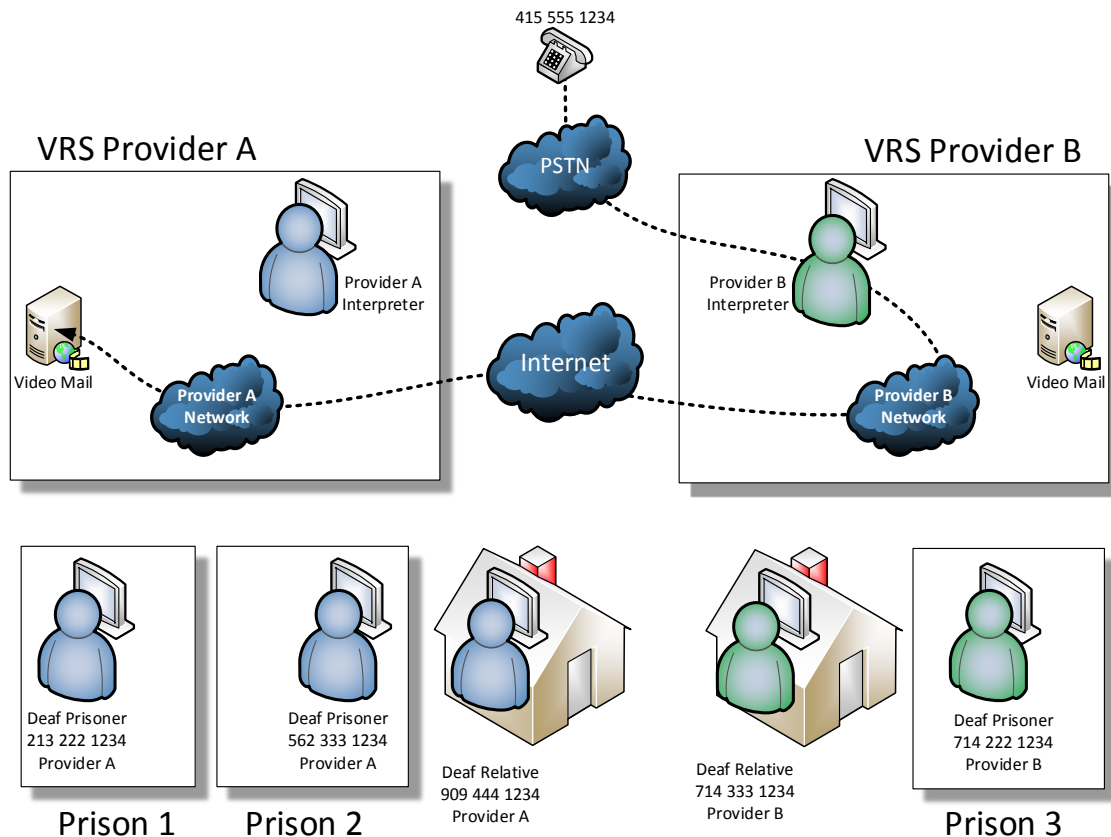 415 555 1234
PSTN
VRS Provider A
VRS Provider B
Provider A
Interpreter
Provider B
Interpreter
Video Mail
Internet
Video Mail
Provider A
Network
Provider B
Network
Deaf Prisoner
213 222 1234
Provider A
Prison 1
Deaf Prisoner
562 333 1234
Provider A
Prison 2
Deaf Relative
909 444 1234
Provider A
Deaf Relative
714 333 1234
Provider B
Deaf Prisoner
714 222 1234
Provider B
Prison 3